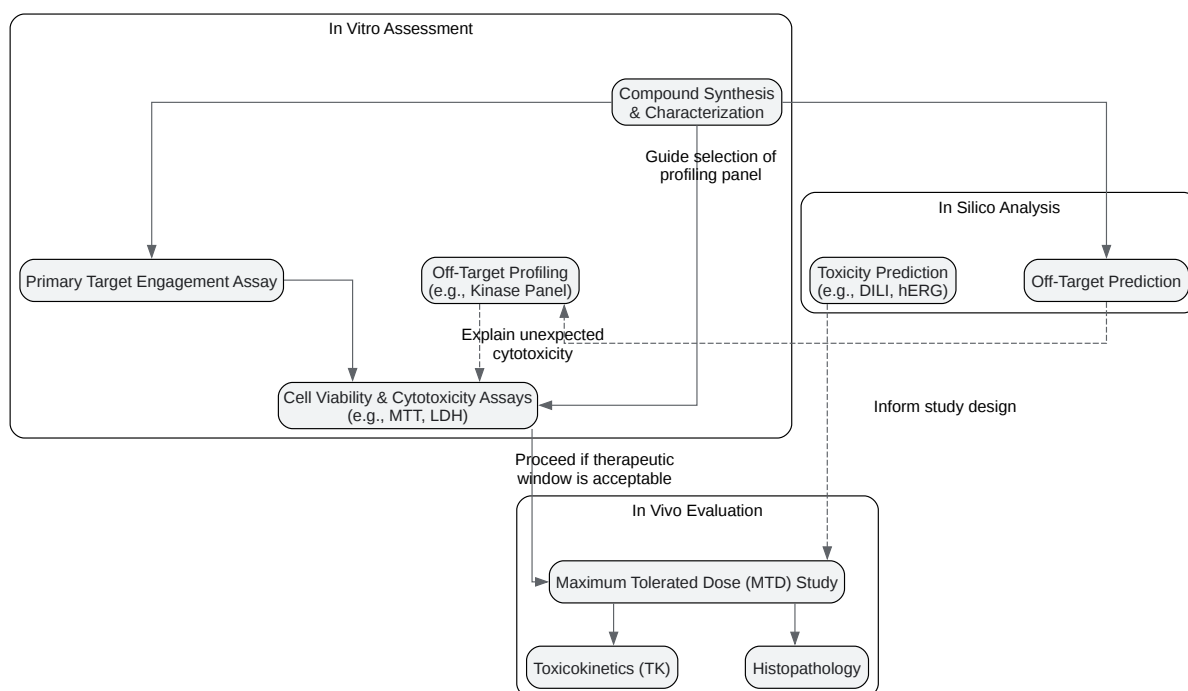 In Vitro Assessment
Compound Synthesis
& Characterization
Guide selection of
profiling panel
In Silico Analysis
Primary Target Engagement Assay
Off-Target Profiling
(e.g., Kinase Panel)
Toxicity Prediction
(e.g., DILI, hERG)
Off-Target Prediction
Explain unexpected
cytotoxicity
Cell Viability & Cytotoxicity Assays
(e.g., MTT, LDH)
Inform study design
Proceed if therapeutic
window is acceptable
In Vivo Evaluation
Maximum Tolerated Dose (MTD) Study
Toxicokinetics (TK)
Histopathology